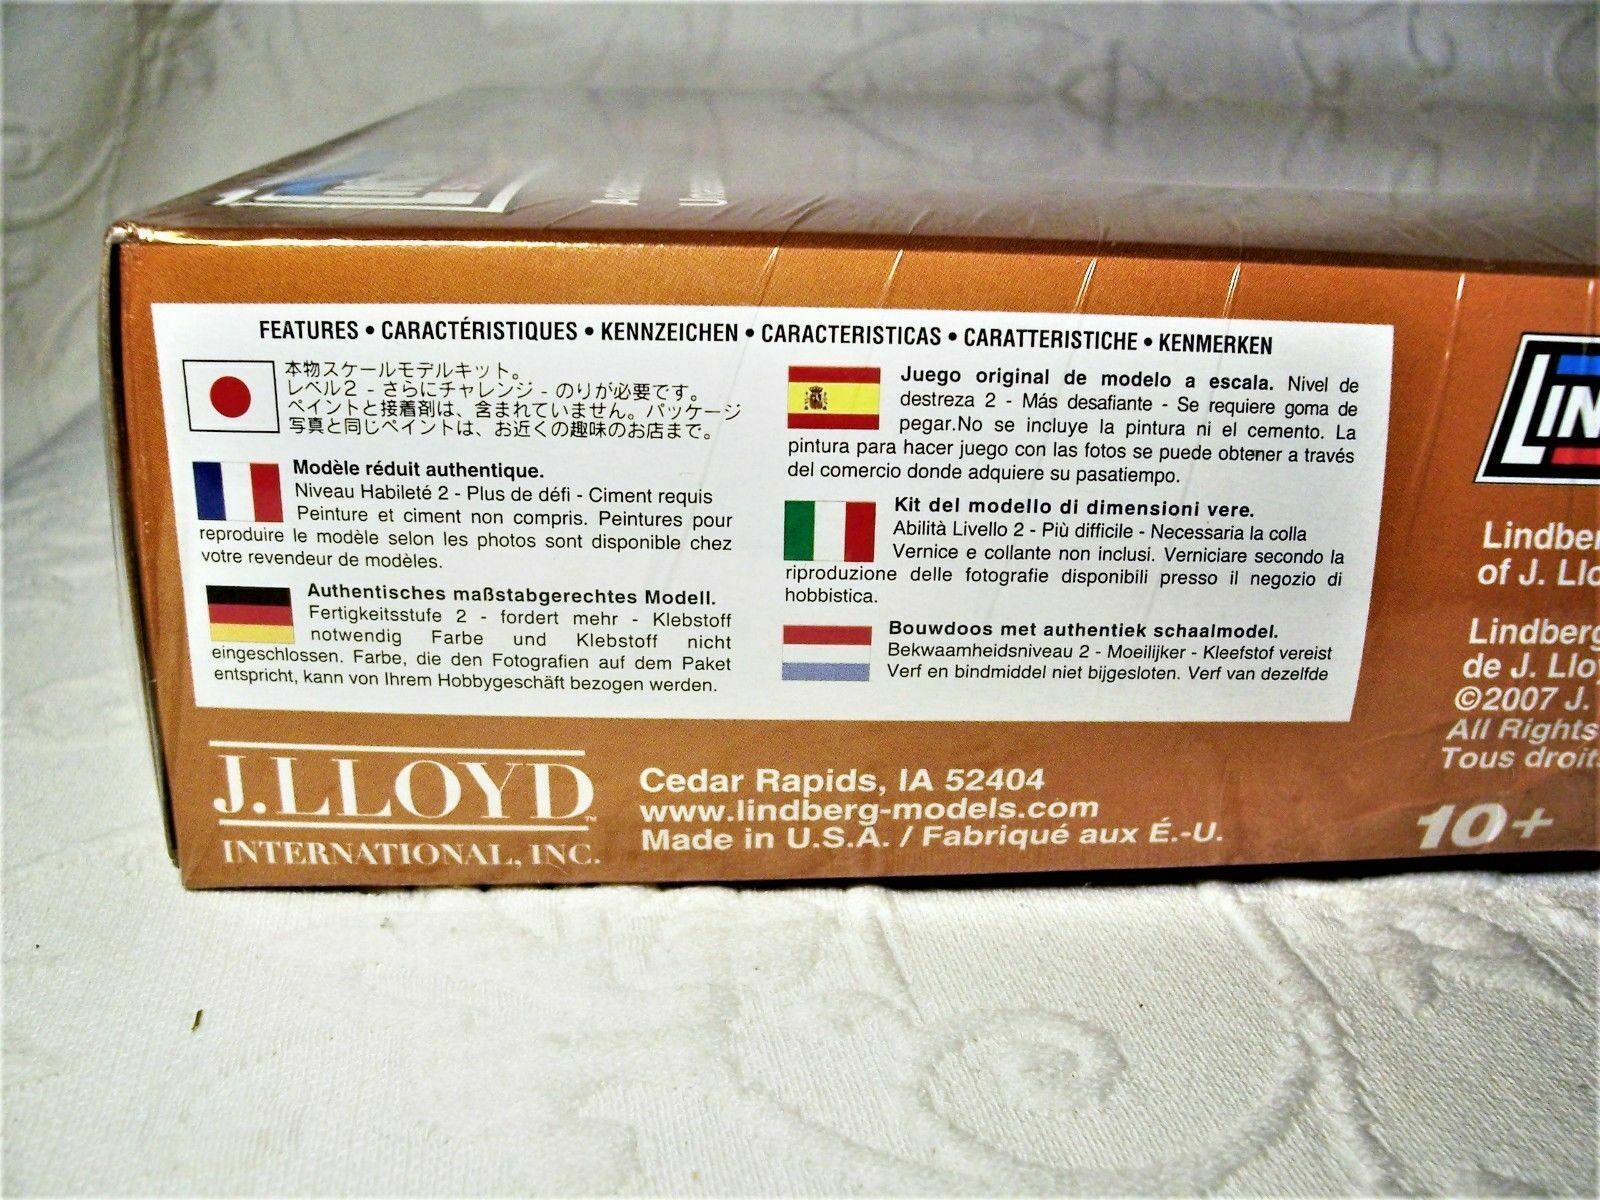 FEATURES • CARACTÉRISTIQUES • KENNZEICHEN • CARACTERISTICAS • CARATTERISTICHE • KENMERKEN
本物スケールモデルキット。
レベル2 - さらにチャレンジ - のりが必要です。
ペイントと接着剤は、含まれていません。パッケージ
写真と同じペイントは、お近くの趣味のお店まで。
Modèle réduit authentique.
Niveau Habileté 2 - Plus de défi - Ciment requis
Peinture et ciment non compris. Peintures pour
reproduire le modèle selon les photos sont disponible chez
votre revendeur de modèles.
Authentisches maßstabgerechtes Modell.
Fertigkeitsstufe 2 - fordert mehr - Klebstoff
notwendig Farbe und Klebstoff nicht
eingeschlossen. Farbe, die den Fotografien auf dem Paket
entspricht, kann von Ihrem Hobbygeschäft bezogen werden.
Juego original de modelo a escala. Nivel de
destreza 2 - Más desafiante - Se requiere goma de
pegar.No se incluye la pintura ni el cemento. La
pintura para hacer juego con las fotos se puede obtener a través
del comercio donde adquiere su pasatiempo.
Kit del modello di dimensioni vere.
Abilità Livello 2 - Più difficile - Necessaria la colla
Vernice e collante non inclusi. Verniciare secondo la
riproduzione delle fotografie disponibili presso il negozio di
hobbistica.
Bouwdoos met authentiek schaalmodel.
Bekwaamheidsniveau 2 - Moeilijker - Kleefstof vereist
Verf en bindmiddel niet bijgesloten. Verf van dezelfde
J.LLOYD™
INTERNATIONAL, INC.
Cedar Rapids, IA 52404
www.lindberg-models.com
Made in U.S.A. / Fabriqué aux É.-U.
of J.
Lindberg
de J.
©2007 J.
All Rights
Tous
10+